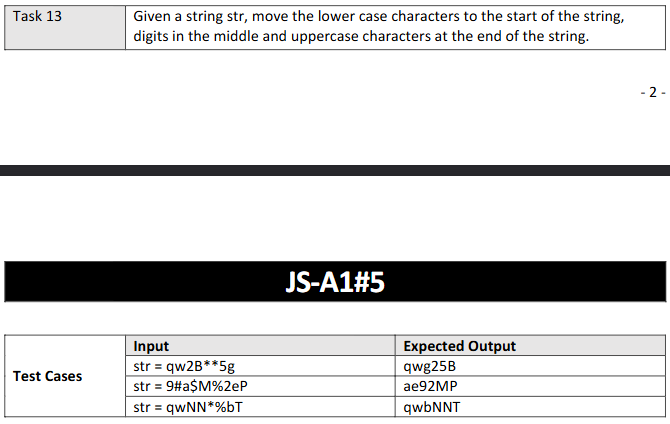 Task 13 Given a string str, move the lower case characters to the start of the string,
digits in the middle and uppercase characters at the end of the string.
- 2 -
JS-A1#5
Input Expected Output
Test Cases
str = qw2B**5g qwg25B
str = 9#a$M%2eP ae92MP
str = qwNN*%bT qwbNNT